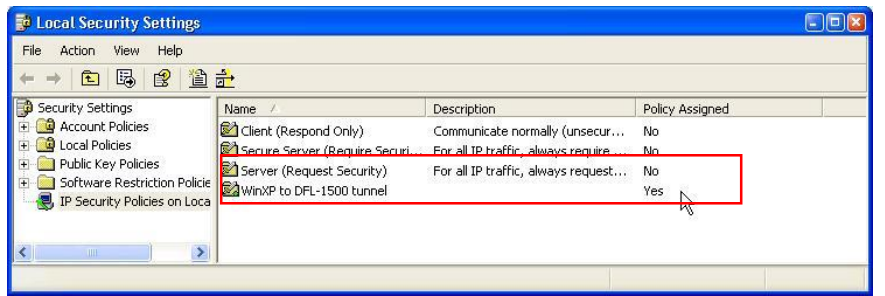 Local Security Settings
File Action View Help
Security Settings
Account Policies
Local Policies
Public Key Policies
Software Restriction Policie
IP Security Policies on Loca
Name Description Policy Assigned
Client (Respond Only) Communicate normally (unsecur... No
Secure Server (Require Securi... For all IP traffic, always require ... No
Server (Request Security) For all IP traffic, always request... No
WinXP to DFL-1500 tunnel Yes